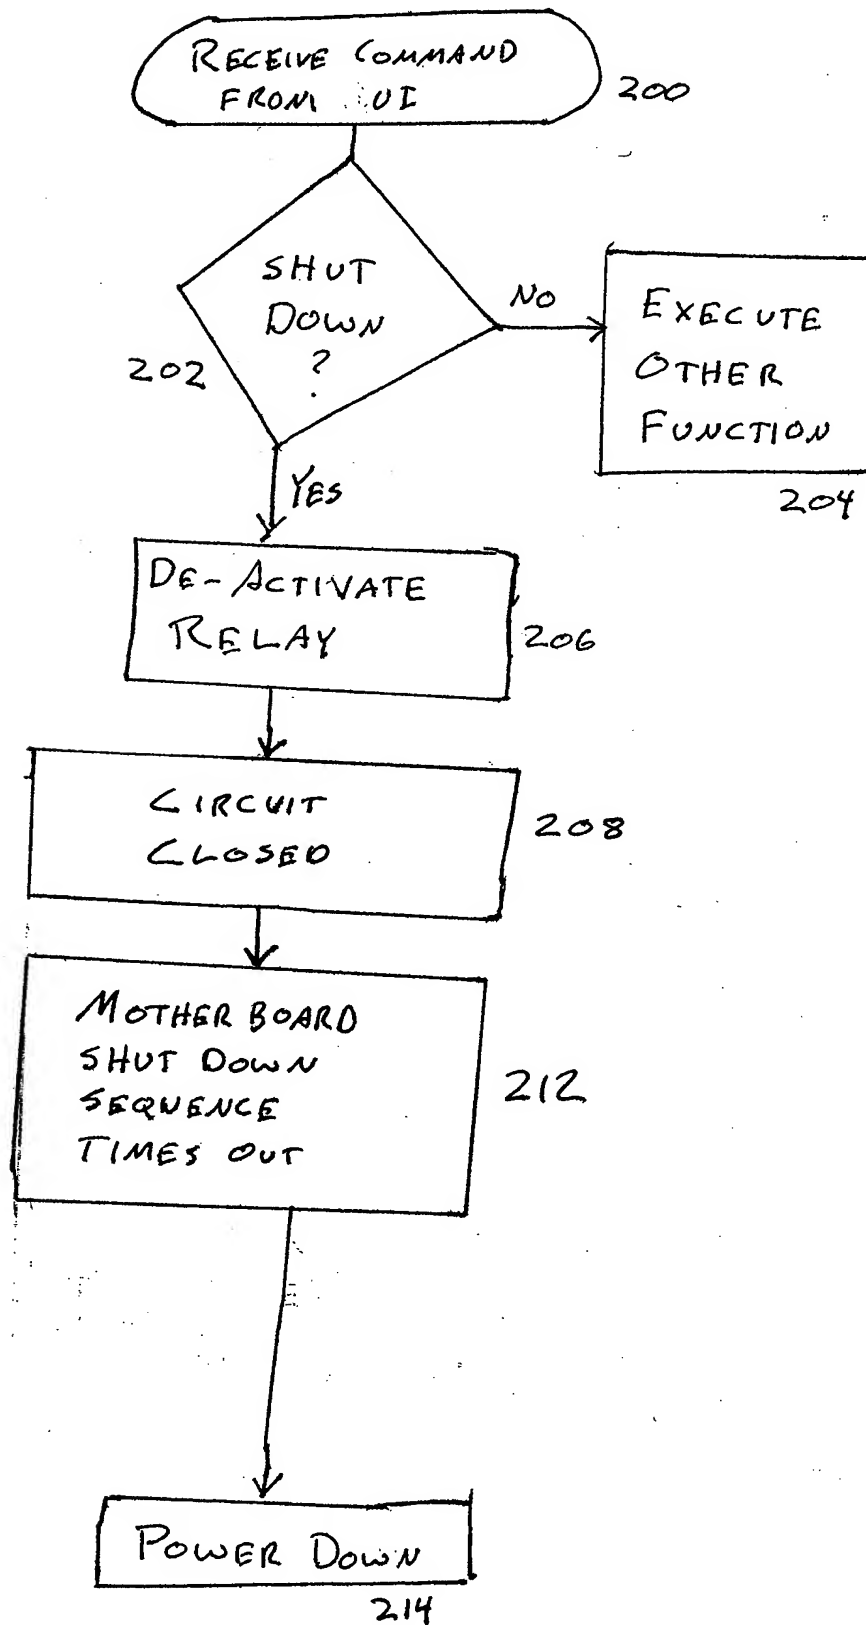 RECEIVE COMMAND
FROM UI
200
SHUT
DOWN
?
202
NO
EXECUTE
OTHER
FUNCTION
204
YES
DE-ACTIVATE
RELAY
206
CIRCUIT
CLOSED
208
MOTHER BOARD
SHUT DOWN
SEQUENCE
TIMES OUT
212
POWER DOWN
214